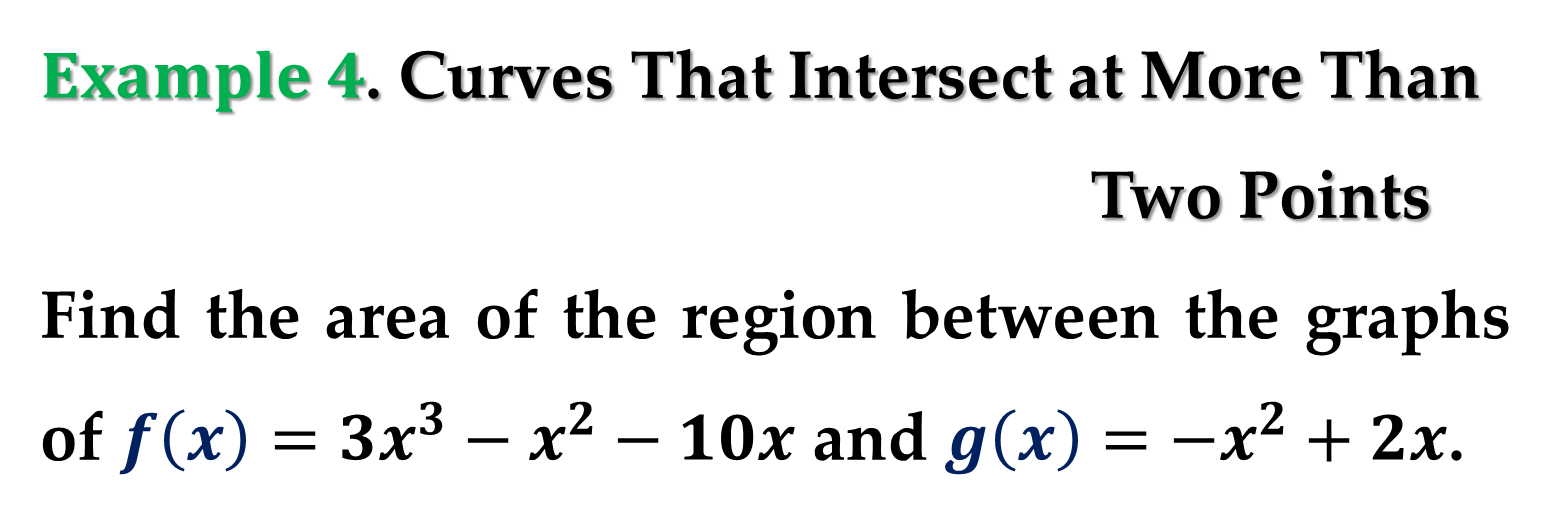 Example 4. Curves That Intersect at More Than
Two Points
Find the area of the region between the graphs
of f(x) = 3x³ − x² − 10x and g(x) = −x² + 2x.